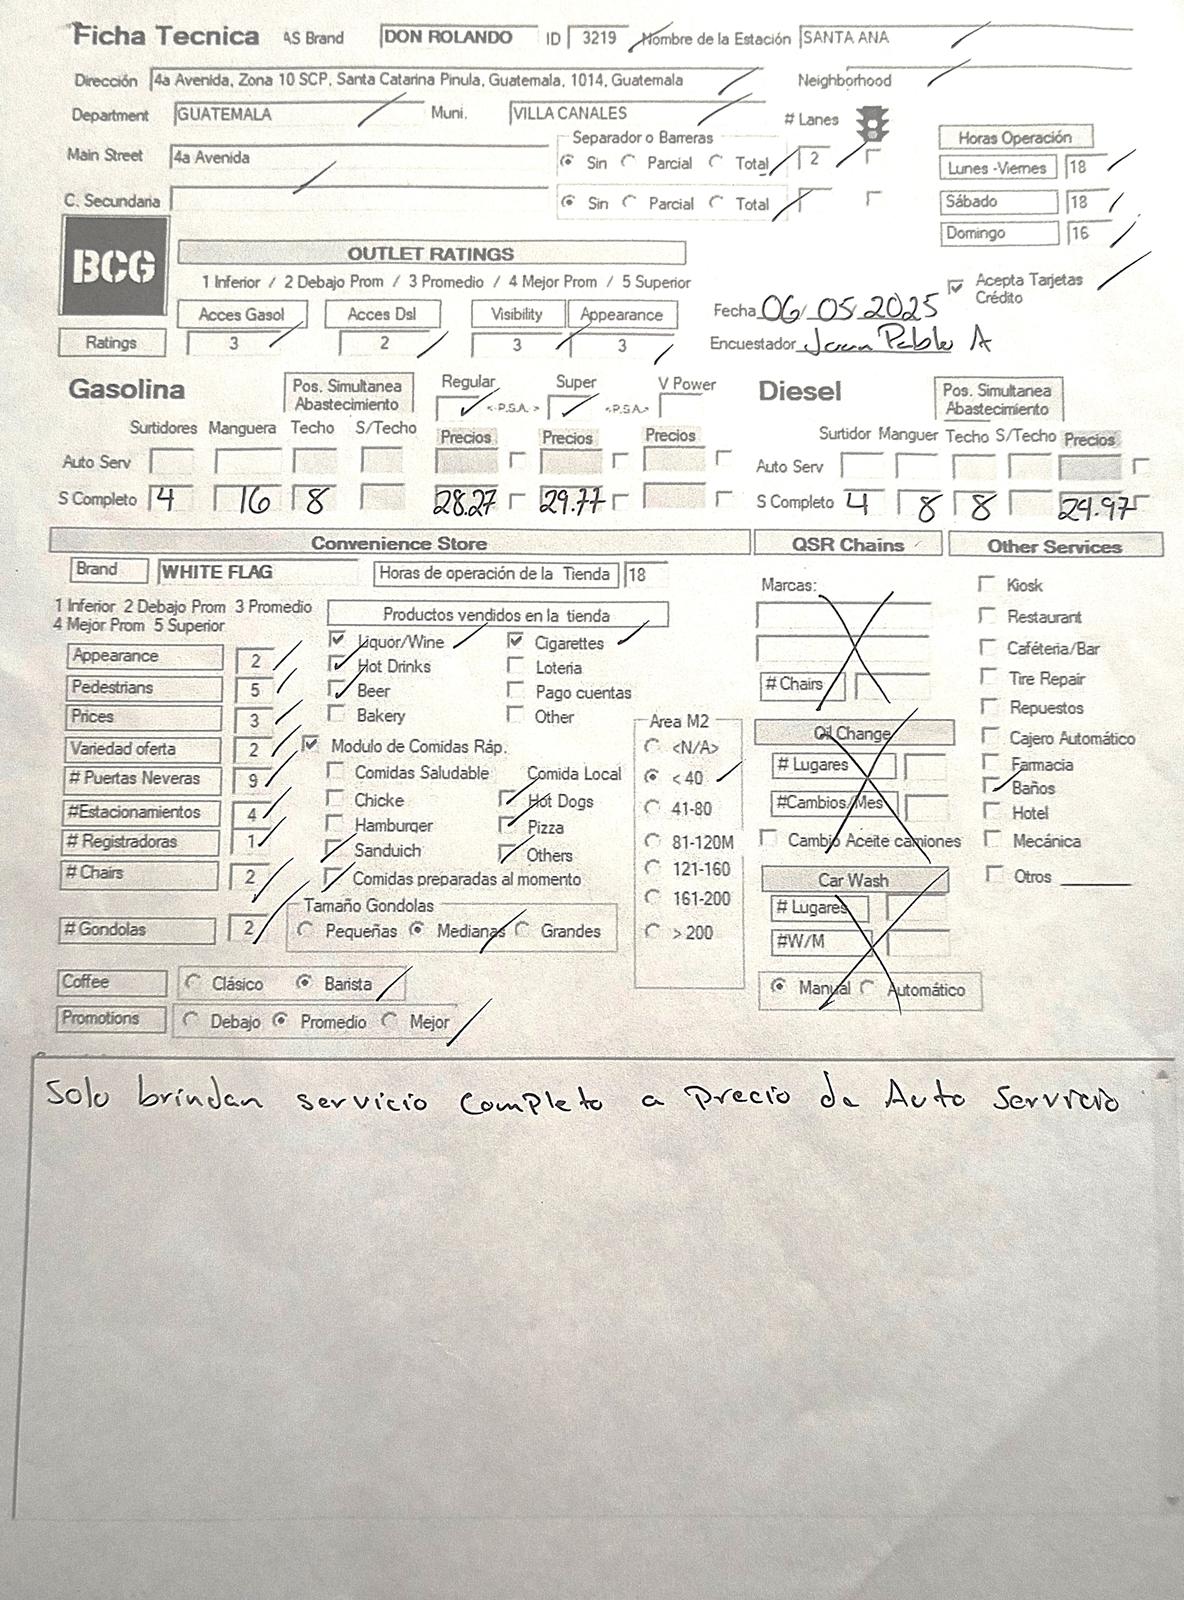 Ficha Tecnica AS Brand DON ROLANDO ID 3219 Nombre de la Estación SANTA ANA
Dirección 4a Avenida, Zona 10 SCP, Santa Catarina Pinula, Guatemala, 1014, Guatemala Neighborhood
Department GUATEMALA Muni. VILLA CANALES # Lanes
Separador o Barreras Horas Operación
Main Street 4a Avenida Sin Parcial Total 2 Lunes -Viernes 18
C. Secundaria Sin Parcial Total Sábado 18
Domingo 16
BCG OUTLET RATINGS
1 Inferior / 2 Debajo Prom / 3 Promedio / 4 Mejor Prom / 5 Superior Acepta Tarjetas Crédito
Acces Gasol Acces Dsl Visibility Appearance Fecha 06/05/2025
Ratings 3 2 3 3 Encuestador Juan Pablo A
Gasolina Pos. Simultanea Abastecimiento Regular <-P.S.A.-> Super <-P.S.A-> V Power Diesel Pos. Simultanea Abastecimiento
Surtidores Manguera Techo S/Techo Precios Precios Precios Surtidor Manguer Techo S/Techo Precios
Auto Serv Auto Serv
S Completo 4 16 8 28.27 29.77 S Completo 4 8 8 24.97
Convenience Store QSR Chains Other Services
Brand WHITE FLAG Horas de operación de la Tienda 18 Marcas: Kiosk
1 Inferior 2 Debajo Prom 3 Promedio Productos vendidos en la tienda Restaurant
4 Mejor Prom 5 Superior
Appearance 2 Liquor/Wine Cigarettes Caféteria/Bar
Hot Drinks Loteria
Pedestrians 5 Beer Pago cuentas # Chairs Tire Repair
Prices 3 Bakery Other Area M2 Repuestos
Variedad oferta 2 Modulo de Comidas Ráp. <N/A> Oil Change Cajero Automático
# Puertas Neveras 9 Comidas Saludable Comida Local < 40 # Lugares Farmacia
Baños
#Estacionamientos 4 Chicke Hot Dogs 41-80 #Cambios/Mes Hotel
# Registradoras 1 Hamburger Pizza 81-120M Cambio Aceite camiones Mecánica
Sanduich Others
# Chairs 2 Comidas preparadas al momento 121-160 Car Wash Otros
Tamaño Gondolas 161-200 # Lugares
# Gondolas 2 Pequeñas Medianas Grandes > 200 #W/M
Coffee Clásico Barista Manual Automático
Promotions Debajo Promedio Mejor
Solo brindan servicio Completo a Precio de Auto Servicio